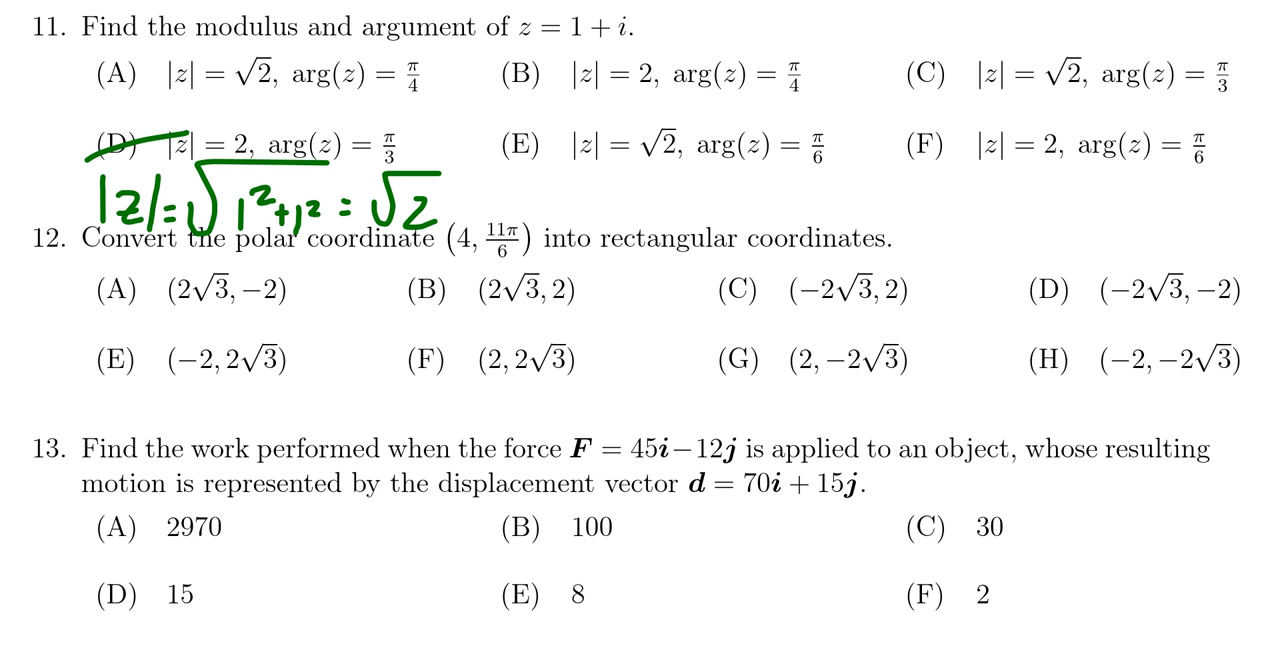 11. Find the modulus and argument of z = 1 + i.
(A) |z| = √2, arg(z) = π/4 (B) |z| = 2, arg(z) = π/4 (C) |z| = √2, arg(z) = π/3
(D) |z| = 2, arg(z) = π/3 (E) |z| = √2, arg(z) = π/6 (F) |z| = 2, arg(z) = π/6
|z| = √(1²+1²) = √2
12. Convert the polar coordinate (4, 11π/6) into rectangular coordinates.
(A) (2√3, −2) (B) (2√3, 2) (C) (−2√3, 2) (D) (−2√3, −2)
(E) (−2, 2√3) (F) (2, 2√3) (G) (2, −2√3) (H) (−2, −2√3)
13. Find the work performed when the force F = 45i − 12j is applied to an object, whose resulting
motion is represented by the displacement vector d = 70i + 15j.
(A) 2970 (B) 100 (C) 30
(D) 15 (E) 8 (F) 2